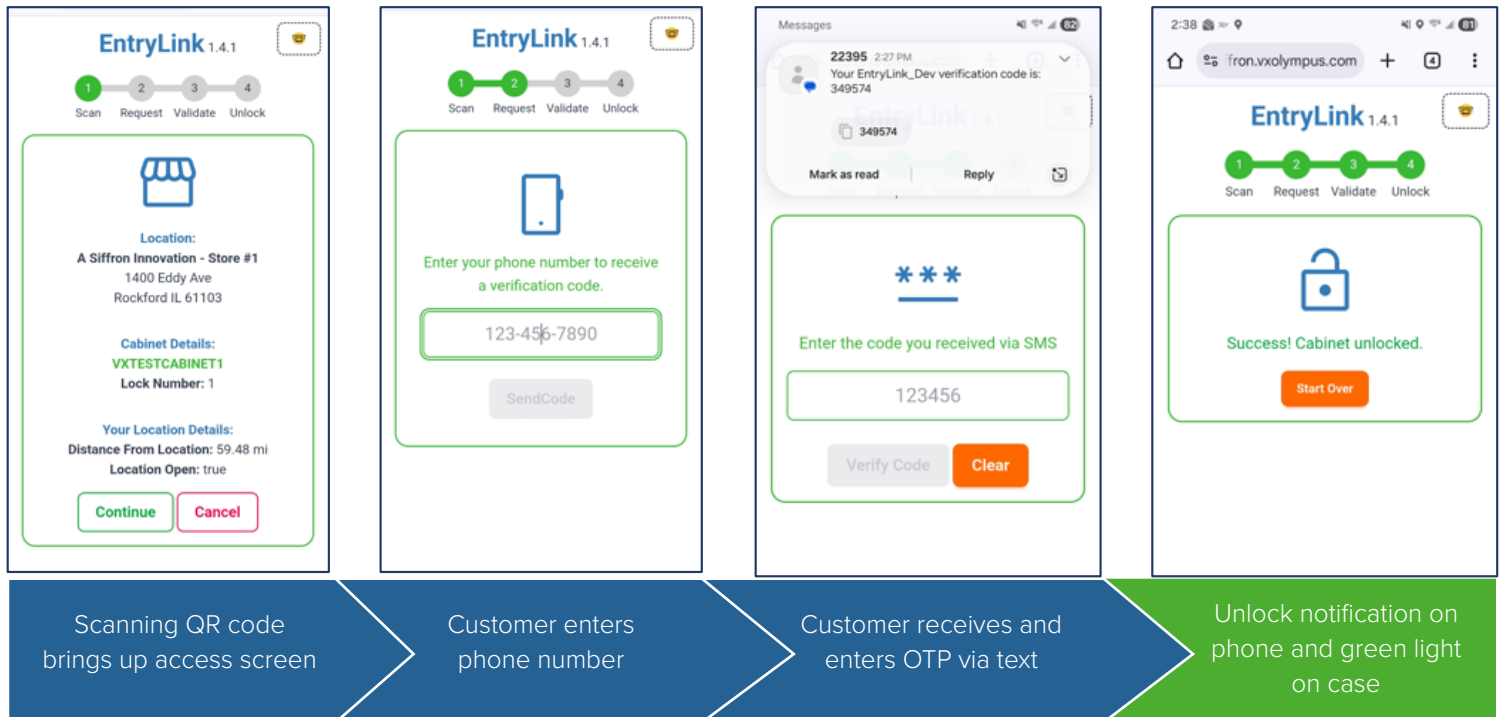 EntryLink 1.4.1
1 2 3 4
Scan Request Validate Unlock
Location:
A Siffron Innovation - Store #1
1400 Eddy Ave
Rockford IL 61103
Cabinet Details:
VXTESTCABINET1
Lock Number: 1
Your Location Details:
Distance From Location: 59.48 mi
Location Open: true
Continue Cancel
Scanning QR code
brings up access screen
EntryLink 1.4.1
1 2 3 4
Scan Request Validate Unlock
Enter your phone number to receive
a verification code.
123-456-7890
SendCode
Customer enters
phone number
Messages 82
22395 2:27 PM
Your EntryLink_Dev verification code is:
349574
349574
Mark as read Reply
***
Enter the code you received via SMS
123456
Verify Code Clear
Customer receives and
enters OTP via text
2:38 81
fron.vxolympus.com 4
EntryLink 1.4.1
1 2 3 4
Scan Request Validate Unlock
Success! Cabinet unlocked.
Start Over
Unlock notification on
phone and green light
on case